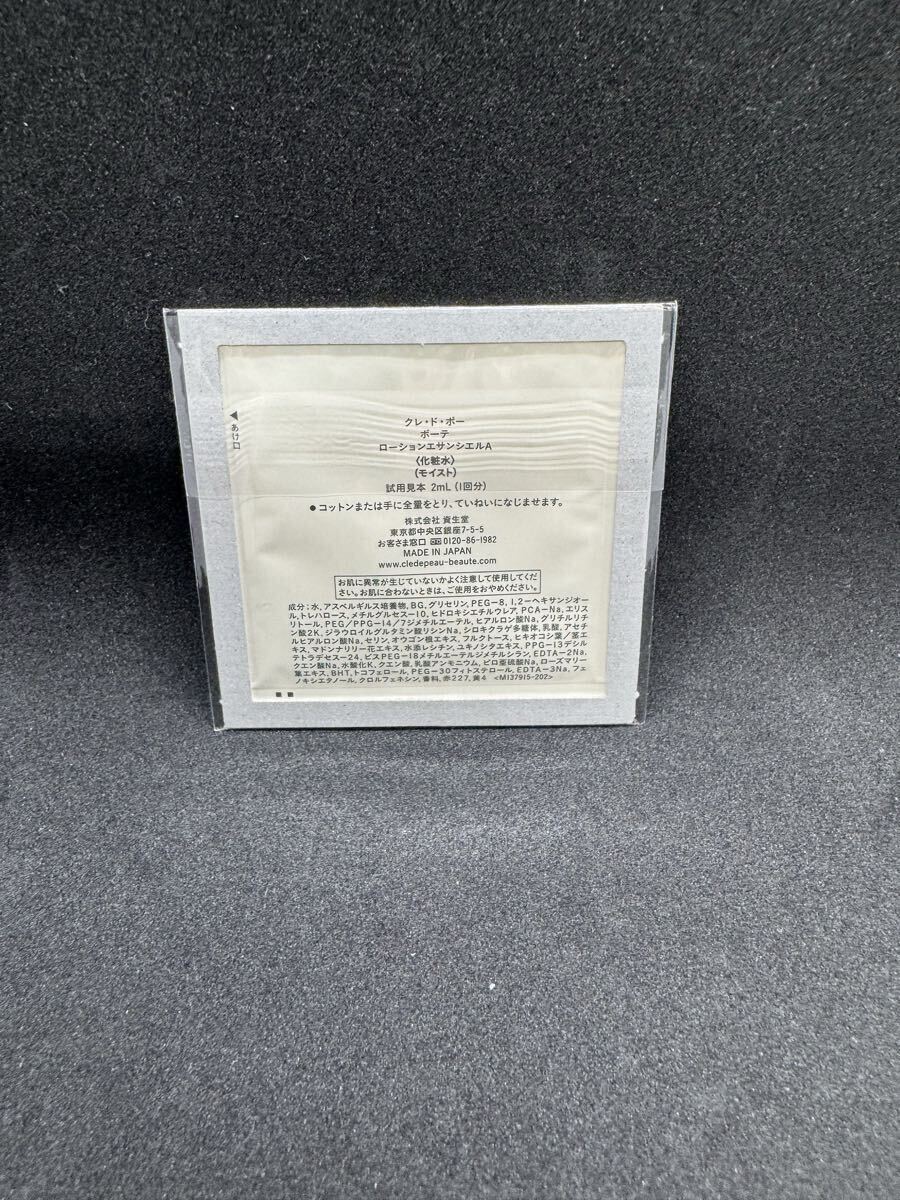 あけ口
クレ・ド・ポー
ボーテ
ローションエサンシエルA
〈化粧水〉
(モイスト)
試用見本 2mL (1回分)
●コットンまたは手に全量をとり、ていねいになじませます。
株式会社 資生堂
東京都中央区銀座7-5-5
お客さま窓口 0120-86-1982
MADE IN JAPAN
www.cledepeau-beaute.com
お肌に異常が生じていないかよく注意して使用してくだ
さい。お肌に合わないときは、ご使用をおやめください。
成分:水, アスペルギルス培養物, BG, グリセリン, PEG-8, 1,2-ヘキサンジオー
ル, トレハロース, メチルグルセス-10, ヒドロキシエチルウレア, PCA-Na, エリス
リトール, PEG/PPG-14/7ジメチルエーテル, ヒアルロン酸Na, グリチルリチ
ン酸2K, ジラウロイルグルタミン酸リシンNa, シロキクラゲ多糖体, 乳酸, アセチ
ルヒアルロン酸Na, セリン, オウゴン根エキス, フルクトース, ヒキオコシ葉/茎エ
キス, マドンナリリー花エキス, 水添レシチン, ユキノシタエキス, PPG-13デシル
テトラデセス-24, ビスPEG-18メチルエーテルジメチルシラン, EDTA-2Na,
クエン酸Na, 水酸化K, クエン酸, 乳酸アンモニウム, ピロ亜硫酸Na, ローズマリー
葉エキス, BHT, トコフェロール, PEG-30フィトステロール, EDTA-3Na, フェ
ノキシエタノール, クロルフェネシン, 香料, 赤227, 黄4 <M137915-202>